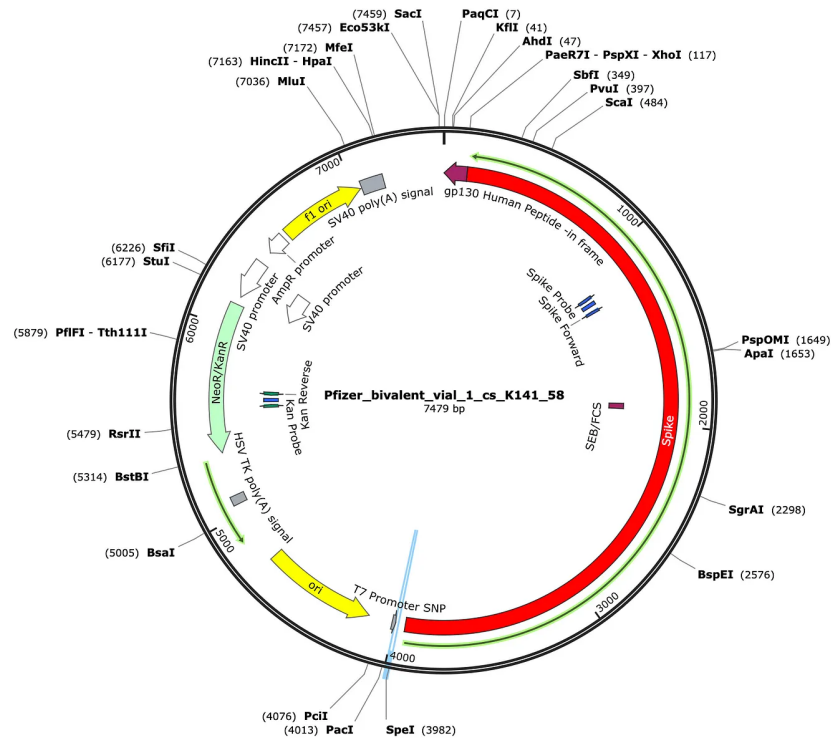 (7459) SacI
(7457) Eco53kI
(7172) MfeI
(7163) HincII - HpaI
(7036) MluI
PaqCI (7)
KflI (41)
AhdI (47)
PaeR7I - PspXI - XhoI (117)
SbfI (349)
PvuI (397)
ScaI (484)
7000
1000
f1 ori
SV40 poly(A) signal
gp130 Human Peptide -in frame
AmpR promoter
SV40 promoter
SV40 promoter
(6226) SfiI
(6177) StuI
6000
Spike Probe
Spike Forward
(5879) PflFI - Tth111I
PspOMI (1649)
ApaI (1653)
NeoR/KanR
Kan Reverse
Kan Probe
Pfizer_bivalent_vial_1_cs_K141_58
7479 bp
SEB/FCS
Spike
2000
(5479) RsrII
HSV TK poly(A) signal
(5314) BstBI
SgrAI (2298)
(5005) BsaI
5000
BspEI (2576)
ori
T7 Promoter SNP
3000
4000
(4076) PciI
(4013) PacI
SpeI (3982)